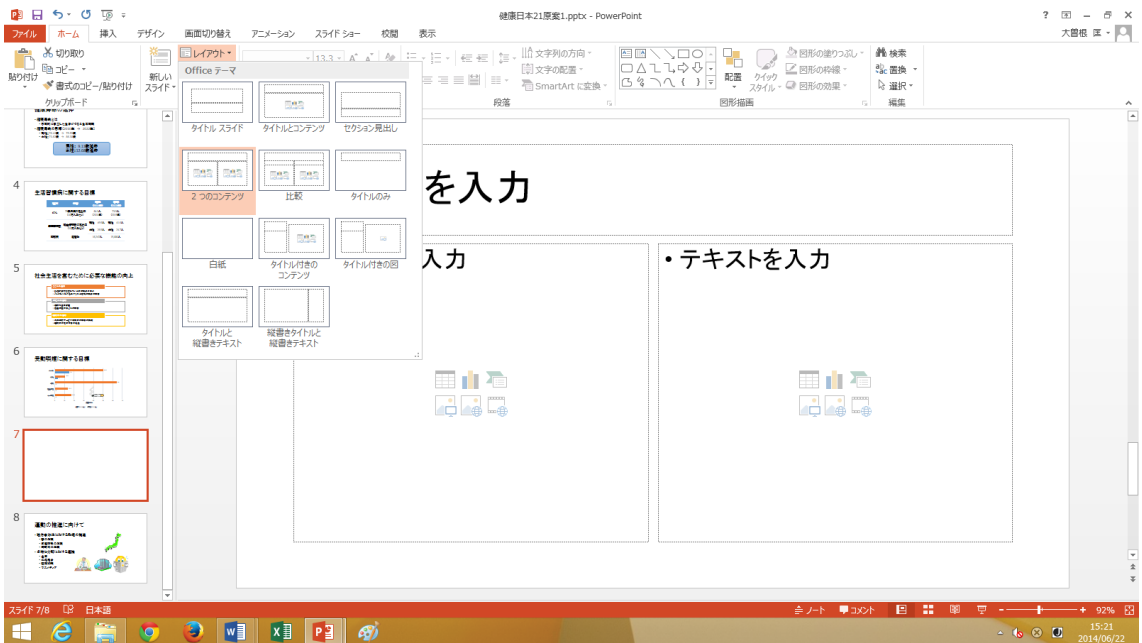 健康日本21原案1.pptx - PowerPoint
ファイル ホーム 挿入 デザイン 画面切り替え アニメーション スライド ショー 校閲 表示
大曽根 匡
貼り付け
切り取り
コピー
書式のコピー/貼り付け
クリップボード
新しい
スライド
レイアウト
13.3
段落
文字列の方向
文字の配置
SmartArt に変換
配置
クイック
スタイル
図形の塗りつぶし
図形の枠線
図形の効果
図形描画
検索
置換
選択
編集
Office テーマ
タイトル スライド
タイトルとコンテンツ
セクション見出し
2 つのコンテンツ
比較
タイトルのみ
白紙
タイトル付きの
コンテンツ
タイトル付きの図
タイトルと
縦書きテキスト
縦書きタイトルと
縦書きテキスト
4
生活習慣病に関する目標
5
社会生活を営むために必要な機能の向上
6
受動喫煙に関する目標
7
8
運動の推進に向けて
を入力
入力
• テキストを入力
スライド 7/8 日本語
ノート コメント
92%
15:21
2014/06/22